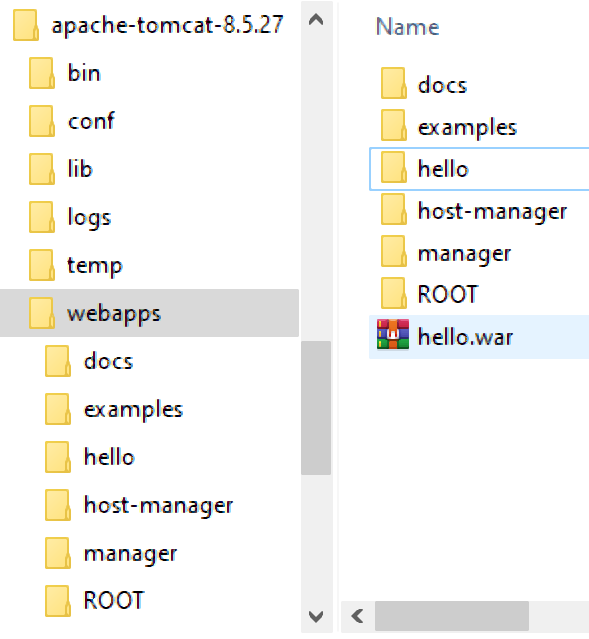 apache-tomcat-8.5.27
bin
conf
lib
logs
temp
webapps
docs
examples
hello
host-manager
manager
ROOT
Name
docs
examples
hello
host-manager
manager
ROOT
hello.war